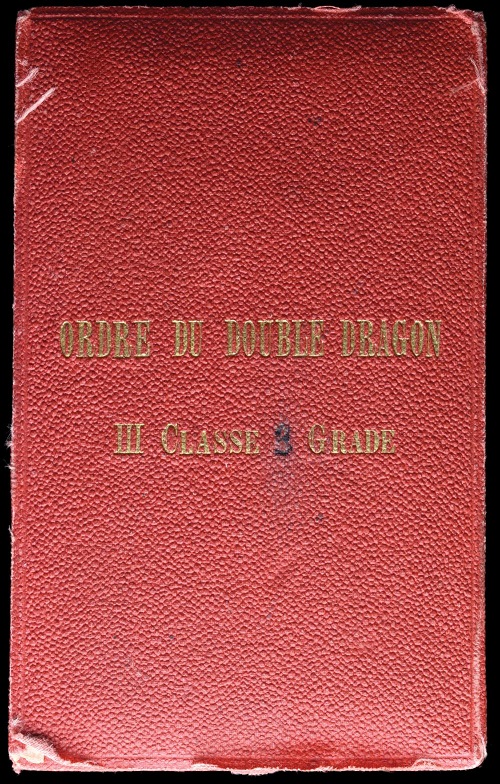 ORDRE DU DOUBLE DRAGON
III CLASSE 3 GRADE